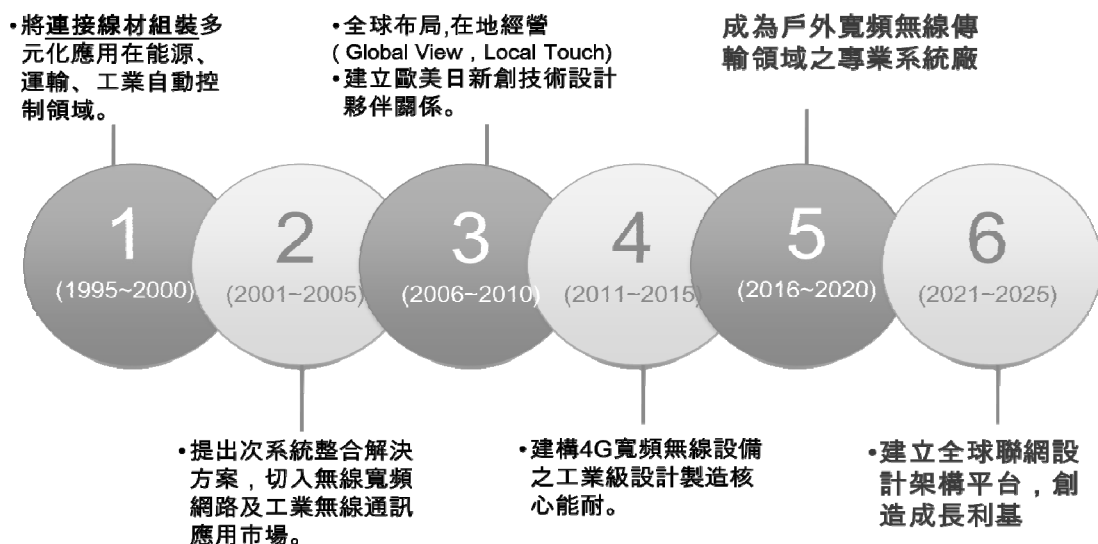 •將連接線材組裝多
元化應用在能源、
運輸、工業自動控
制領域。
•全球布局,在地經營
( Global View , Local Touch)
•建立歐美日新創技術設計
夥伴關係。
成為戶外寬頻無線傳
輸領域之專業系統廠
1
(1995~2000)
2
(2001~2005)
3
(2006~2010)
4
(2011~2015)
5
(2016~2020)
6
(2021~2025)
•提出次系統整合解決
方案，切入無線寬頻
網路及工業無線通訊
應用市場。
•建構4G寬頻無線設備
之工業級設計製造核
心能耐。
•建立全球聯網設
計架構平台，創
造成長利基